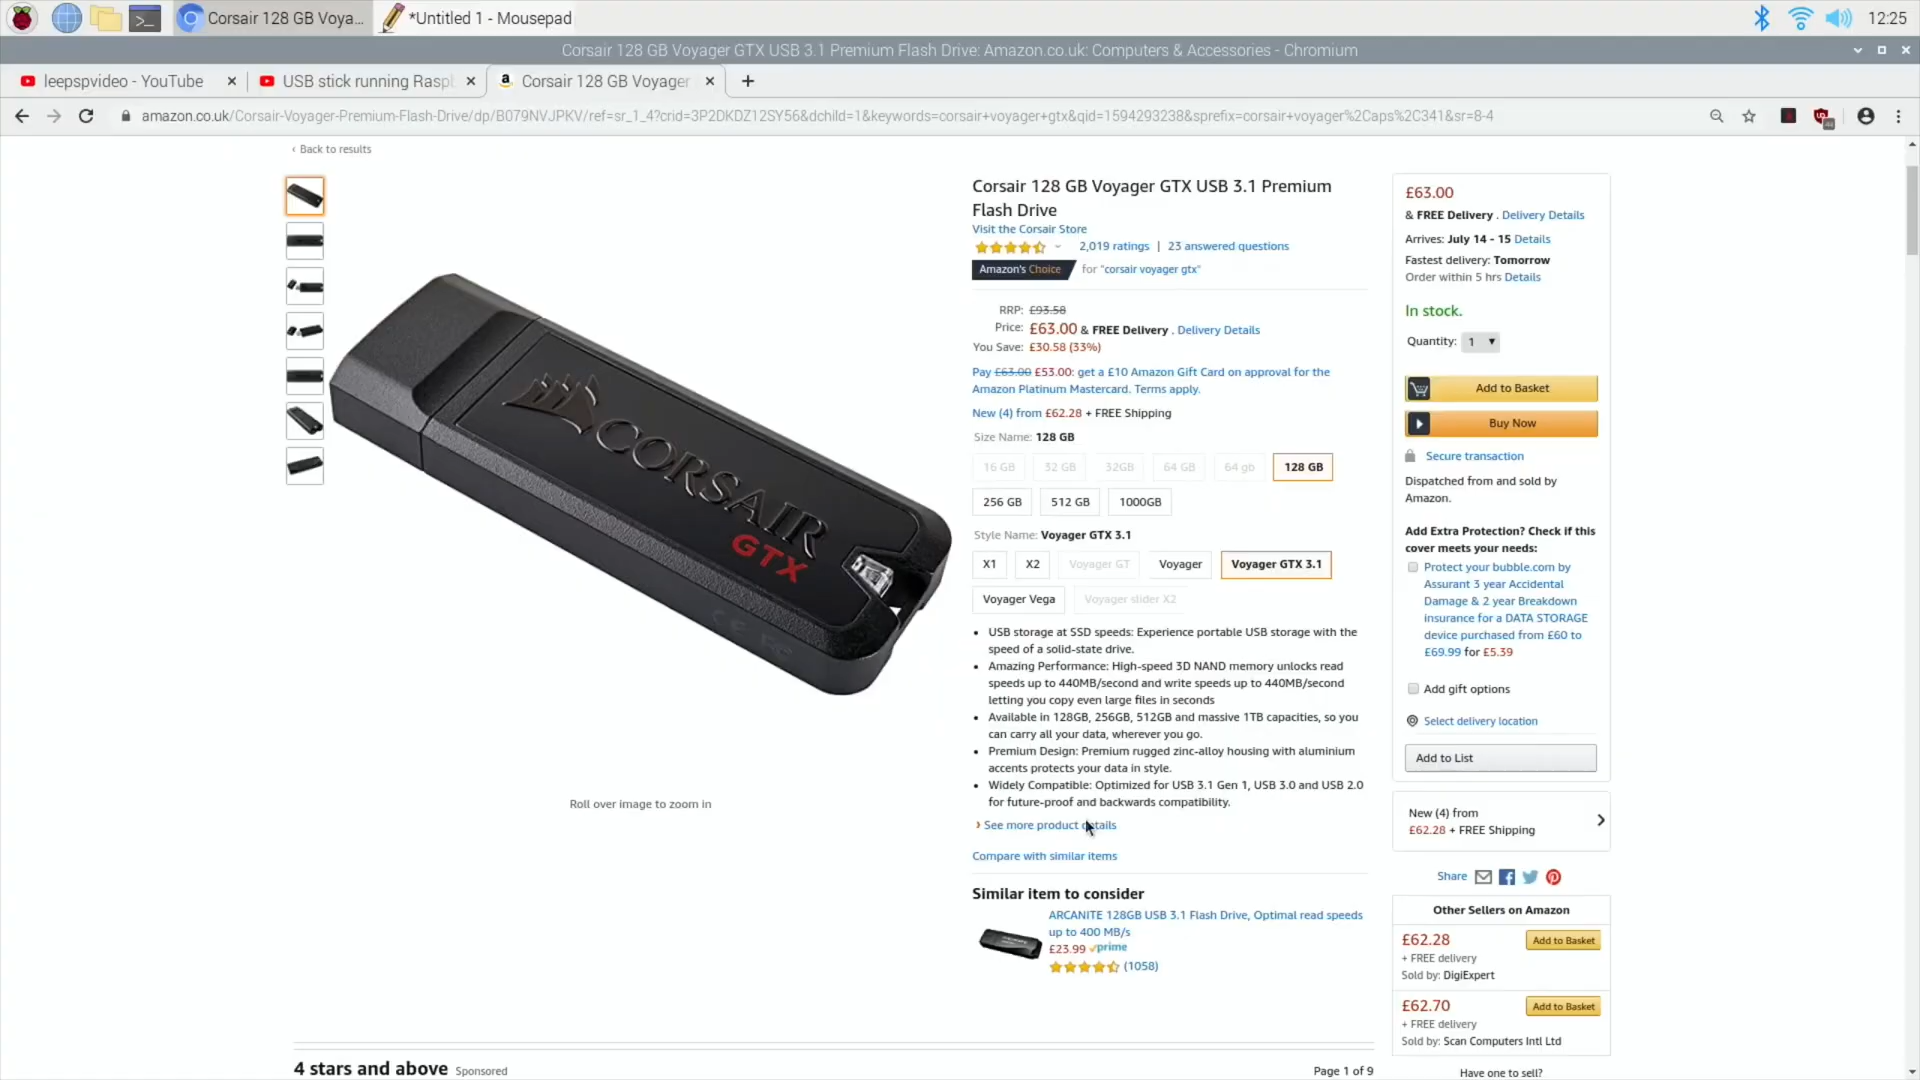 Corsair 128 GB Voya...
*Untitled 1 - Mousepad
12:25
Corsair 128 GB Voyager GTX USB 3.1 Premium Flash Drive: Amazon.co.uk: Computers & Accessories - Chromium
leepspvideo - YouTube
USB stick running Rasp
Corsair 128 GB Voyager
amazon.co.uk/Corsair-Voyager-Premium-Flash-Drive/dp/B079NVJPKV/ref=sr_1_4?crid=3P2DKDZ12SY56&dchild=1&keywords=corsair+voyager+gtx&qid=1594293238&sprefix=corsair+voyager%2Caps%2C341&sr=8-4
‹ Back to results
CORSAIR
GTX
Roll over image to zoom in
Corsair 128 GB Voyager GTX USB 3.1 Premium
Flash Drive
Visit the Corsair Store
2,019 ratings | 23 answered questions
Amazon's Choice for "corsair voyager gtx"
RRP: £93.58
Price: £63.00 & FREE Delivery . Delivery Details
You Save: £30.58 (33%)
Pay £63.00 £53.00: get a £10 Amazon Gift Card on approval for the
Amazon Platinum Mastercard. Terms apply.
New (4) from £62.28 + FREE Shipping
Size Name: 128 GB
16 GB 32 GB 32GB 64 GB 64 gb 128 GB
256 GB 512 GB 1000GB
Style Name: Voyager GTX 3.1
X1 X2 Voyager GT Voyager Voyager GTX 3.1
Voyager Vega Voyager slider X2
• USB storage at SSD speeds: Experience portable USB storage with the
speed of a solid-state drive.
• Amazing Performance: High-speed 3D NAND memory unlocks read
speeds up to 440MB/second and write speeds up to 440MB/second
letting you copy even large files in seconds
• Available in 128GB, 256GB, 512GB and massive 1TB capacities, so you
can carry all your data, wherever you go.
• Premium Design: Premium rugged zinc-alloy housing with aluminium
accents protects your data in style.
• Widely Compatible: Optimized for USB 3.1 Gen 1, USB 3.0 and USB 2.0
for future-proof and backwards compatibility.
› See more product details
Compare with similar items
Similar item to consider
ARCANITE 128GB USB 3.1 Flash Drive, Optimal read speeds
up to 400 MB/s
£23.99 prime
(1058)
£63.00
& FREE Delivery . Delivery Details
Arrives: July 14 - 15 Details
Fastest delivery: Tomorrow
Order within 5 hrs Details
In stock.
Quantity: 1
Add to Basket
Buy Now
Secure transaction
Dispatched from and sold by
Amazon.
Add Extra Protection? Check if this
cover meets your needs:
Protect your bubble.com by
Assurant 3 year Accidental
Damage & 2 year Breakdown
insurance for a DATA STORAGE
device purchased from £60 to
£69.99 for £5.39
Add gift options
Select delivery location
Add to List
New (4) from
£62.28 + FREE Shipping
Share
Other Sellers on Amazon
£62.28 Add to Basket
+ FREE delivery
Sold by: DigiExpert
£62.70 Add to Basket
+ FREE delivery
Sold by: Scan Computers Intl Ltd
Have one to sell?
4 stars and above Sponsored
Page 1 of 9